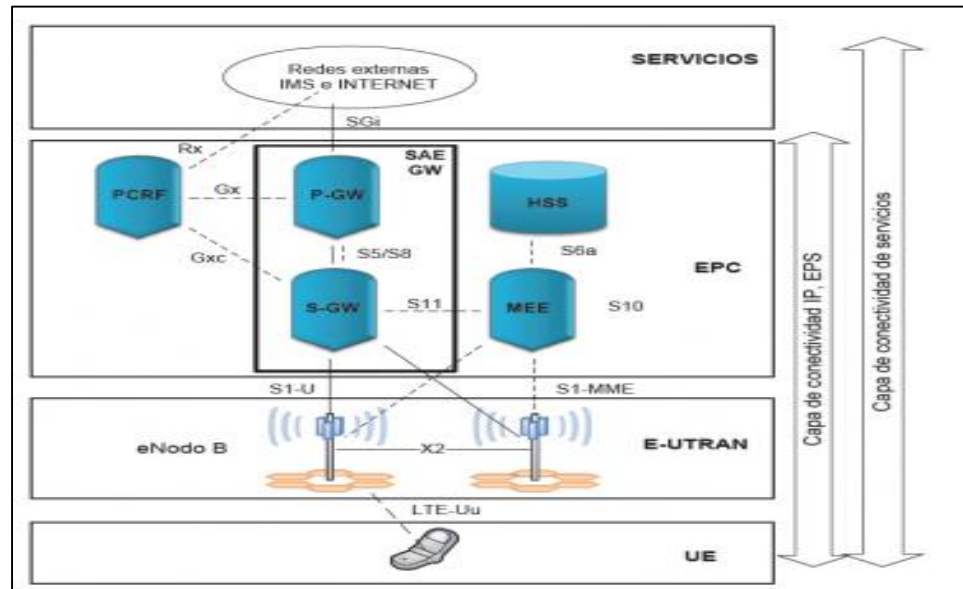 SERVICIOS
Redes externas
IMS e INTERNET
SGi
Rx
SAE
GW
PCRF
Gx
P-GW
HSS
Gxc
S5/S8
S6a
EPC
S-GW
S11
MEE
S10
S1-U
S1-MME
eNodo B
X2
E-UTRAN
LTE-Uu
UE
Capa de conectividad IP, EPS
Capa de conectividad de servicios